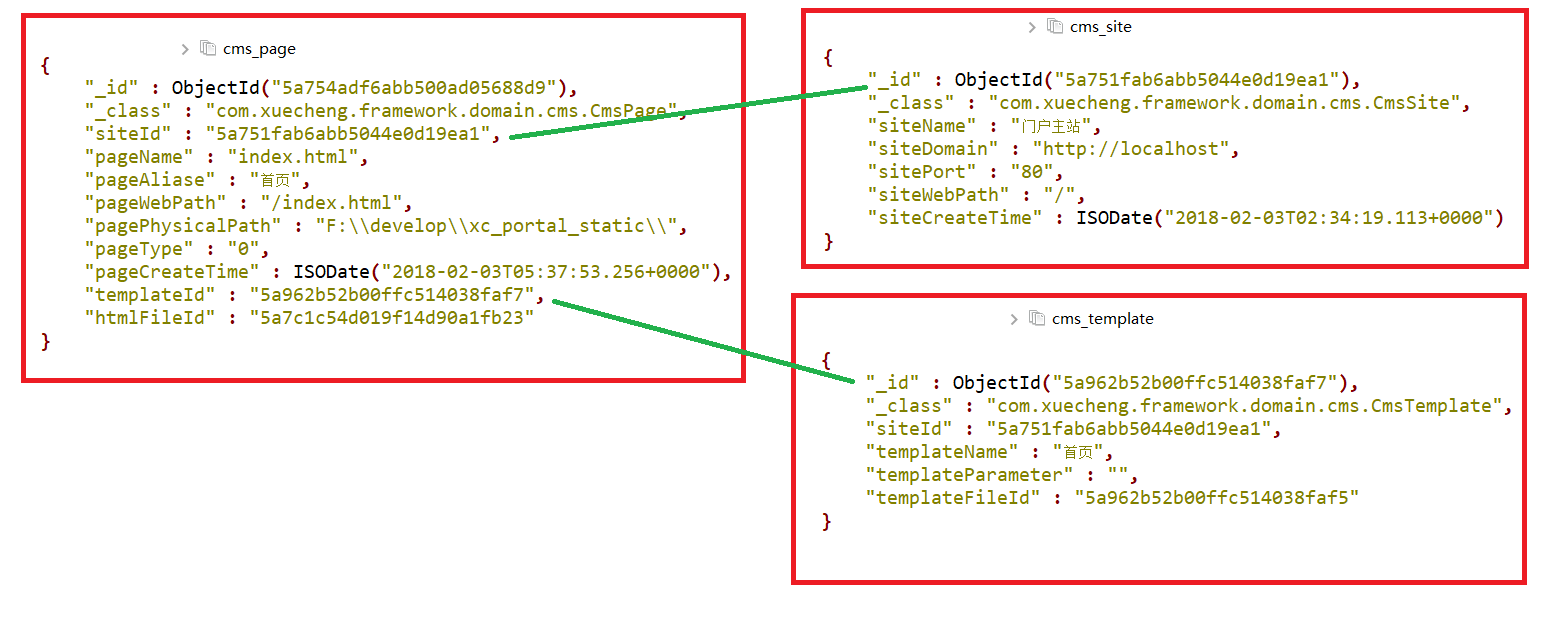 cms_page
{
"_id" : ObjectId("5a754adf6abb500ad05688d9"),
"_class" : "com.xuecheng.framework.domain.cms.CmsPage",
"siteId" : "5a751fab6abb5044e0d19ea1",
"pageName" : "index.html",
"pageAliase" : "首页",
"pageWebPath" : "/index.html",
"pagePhysicalPath" : "F:\\develop\\xc_portal_static\\",
"pageType" : "0",
"pageCreateTime" : ISODate("2018-02-03T05:37:53.256+0000"),
"templateId" : "5a962b52b00ffc514038faf7",
"htmlFileId" : "5a7c1c54d019f14d90a1fb23"
}
cms_site
{
"_id" : ObjectId("5a751fab6abb5044e0d19ea1"),
"_class" : "com.xuecheng.framework.domain.cms.CmsSite",
"siteName" : "门户主站",
"siteDomain" : "http://localhost",
"sitePort" : "80",
"siteWebPath" : "/",
"siteCreateTime" : ISODate("2018-02-03T02:34:19.113+0000")
}
cms_template
{
"_id" : ObjectId("5a962b52b00ffc514038faf7"),
"_class" : "com.xuecheng.framework.domain.cms.CmsTemplate",
"siteId" : "5a751fab6abb5044e0d19ea1",
"templateName" : "首页",
"templateParameter" : "",
"templateFileId" : "5a962b52b00ffc514038faf5"
}